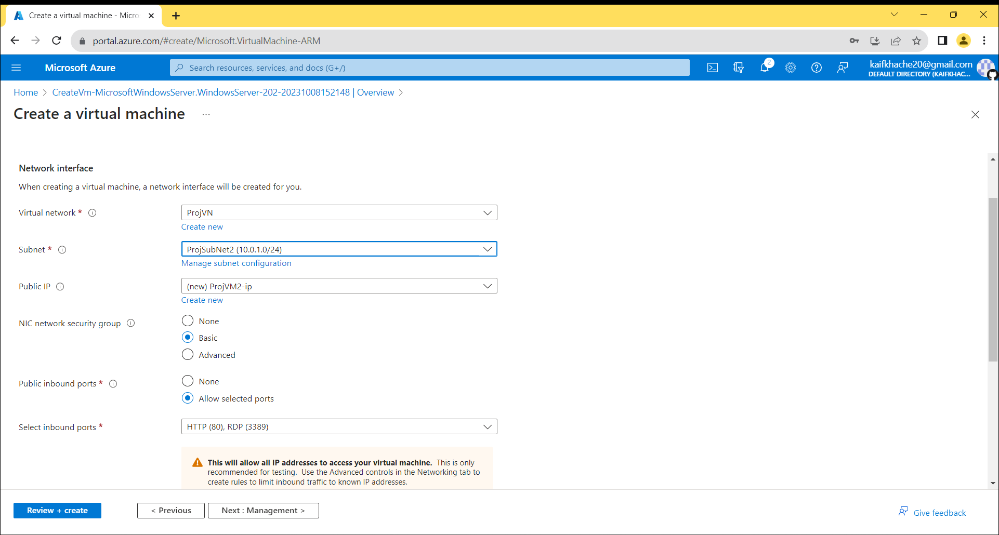 Create a virtual machine - Micro
portal.azure.com/#create/Microsoft.VirtualMachine-ARM
Microsoft Azure
Search resources, services, and docs (G+/)
2
kaifkhache20@gmail.com
DEFAULT DIRECTORY (KAIFKHAC...
Home > CreateVm-MicrosoftWindowsServer.WindowsServer-202-20231008152148 | Overview >
Create a virtual machine ...
Network interface
When creating a virtual machine, a network interface will be created for you.
Virtual network *
ProjVN
Create new
Subnet *
ProjSubNet2 (10.0.1.0/24)
Manage subnet configuration
Public IP
(new) ProjVM2-ip
Create new
NIC network security group
None
Basic
Advanced
Public inbound ports *
None
Allow selected ports
Select inbound ports *
HTTP (80), RDP (3389)
This will allow all IP addresses to access your virtual machine. This is only
recommended for testing. Use the Advanced controls in the Networking tab to
create rules to limit inbound traffic to known IP addresses.
Review + create
< Previous
Next : Management >
Give feedback